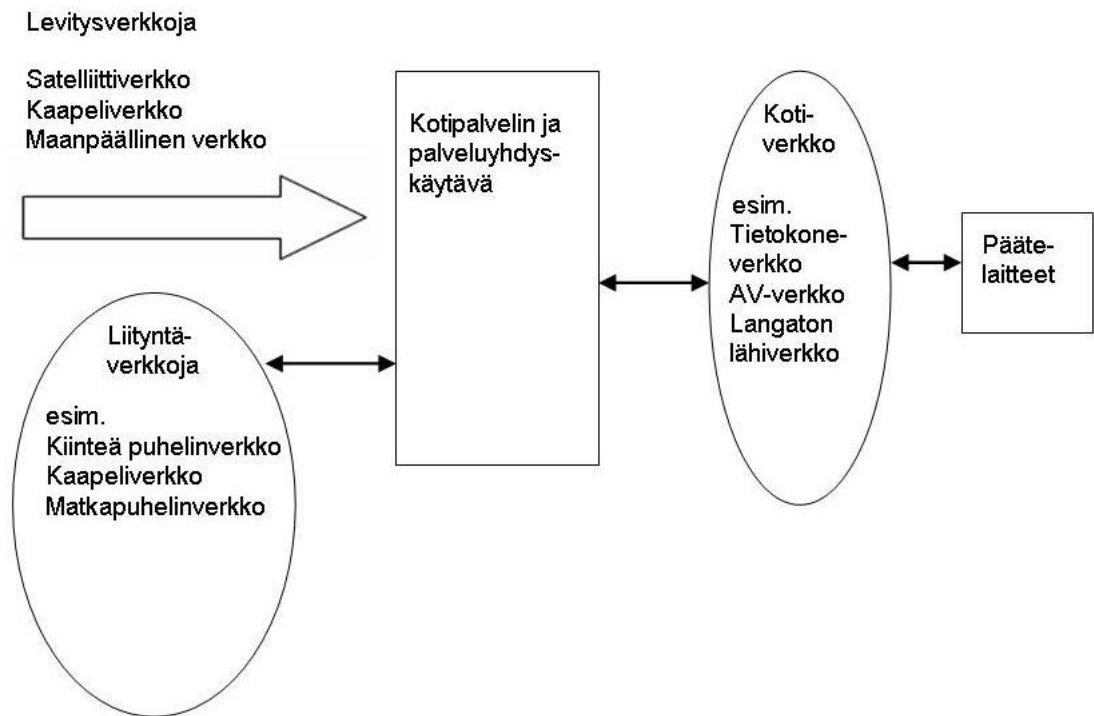 Levitysverkkoja
Satelliittiverkko
Kaapeliverkko
Maanpäällinen verkko
Liityntä-
verkkoja
esim.
Kiinteä puhelinverkko
Kaapeliverkko
Matkapuhelinverkko
Kotipalvelin ja
palveluyhdys-
käytävä
Koti-
verkko
esim.
Tietokone-
verkko
AV-verkko
Langaton
lähiverkko
Pääte-
laitteet